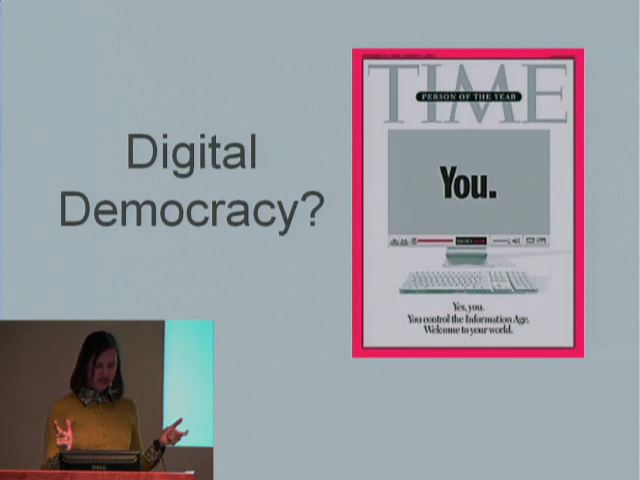 Digital
Democracy?
TIME
PERSON OF THE YEAR
You.
Yes, you.
You control the Information Age.
Welcome to your world.
DELL